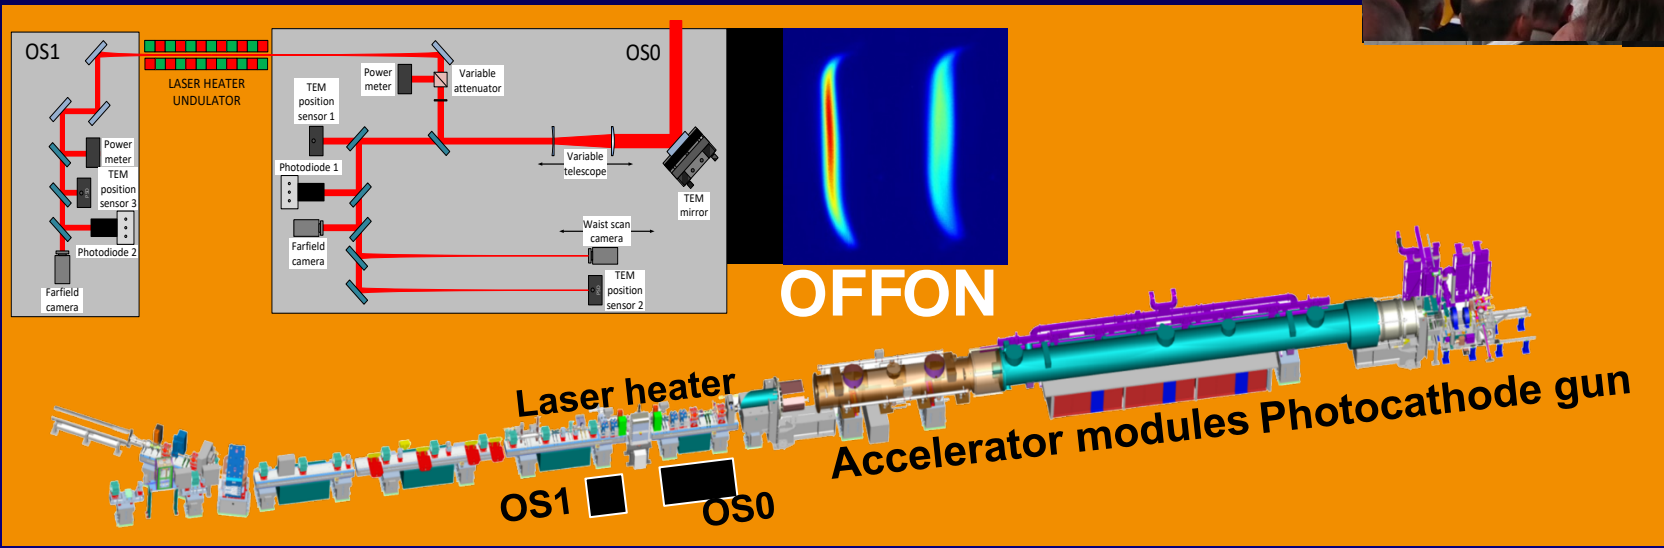 OS1
LASER HEATER
UNDULATOR
Power
meter
TEM
position
sensor 3
Photodiode 2
Farfield
camera
OS0
Power
meter
Variable
attenuator
TEM
position
sensor 1
Photodiode 1
Farfield
camera
Variable
telescope
TEM
mirror
Waist scan
camera
TEM
position
sensor 2
OFFON
Laser heater
Accelerator modules Photocathode gun
OS1
OS0